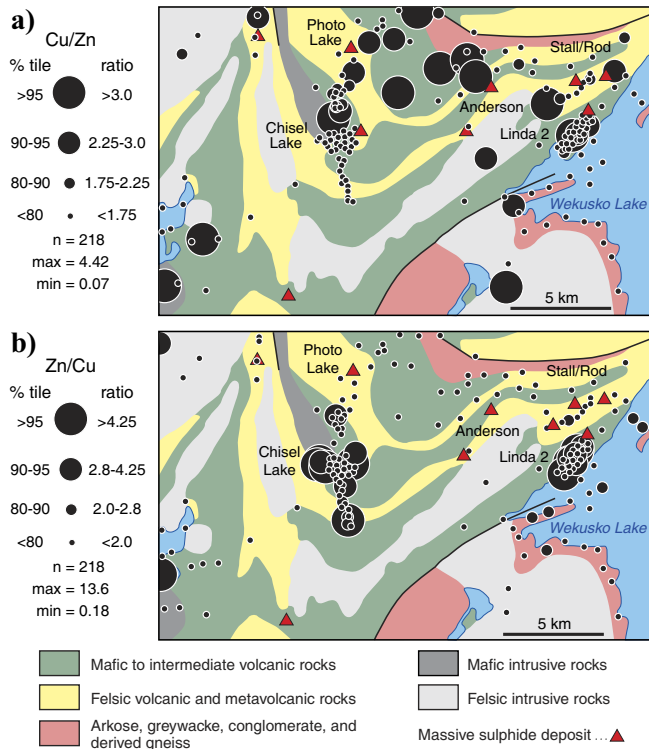 a)
Cu/Zn
% tile ratio
>95 >3.0
90-95 2.25-3.0
80-90 1.75-2.25
<80 <1.75
n = 218
max = 4.42
min = 0.07
Photo
Lake
Stall/Rod
Anderson
Chisel
Lake
Linda 2
Wekusko Lake
5 km
b)
Zn/Cu
% tile ratio
>95 >4.25
90-95 2.8-4.25
80-90 2.0-2.8
<80 <2.0
n = 218
max = 13.6
min = 0.18
Photo
Lake
Stall/Rod
Anderson
Chisel
Lake
Linda 2
Wekusko Lake
5 km
Mafic to intermediate volcanic rocks
Felsic volcanic and metavolcanic rocks
Arkose, greywacke, conglomerate, and
derived gneiss
Mafic intrusive rocks
Felsic intrusive rocks
Massive sulphide deposit ...